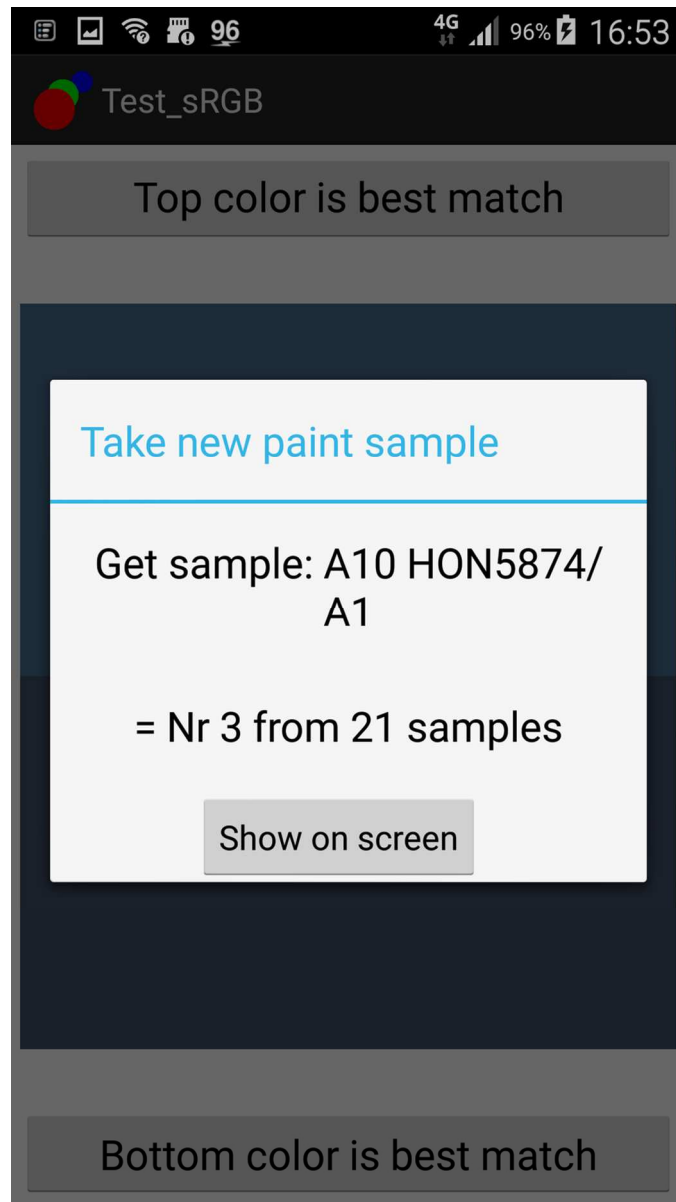 96 4G 96% 16:53
Test_sRGB
Top color is best match
Take new paint sample
Get sample: A10 HON5874/
A1
= Nr 3 from 21 samples
Show on screen
Bottom color is best match